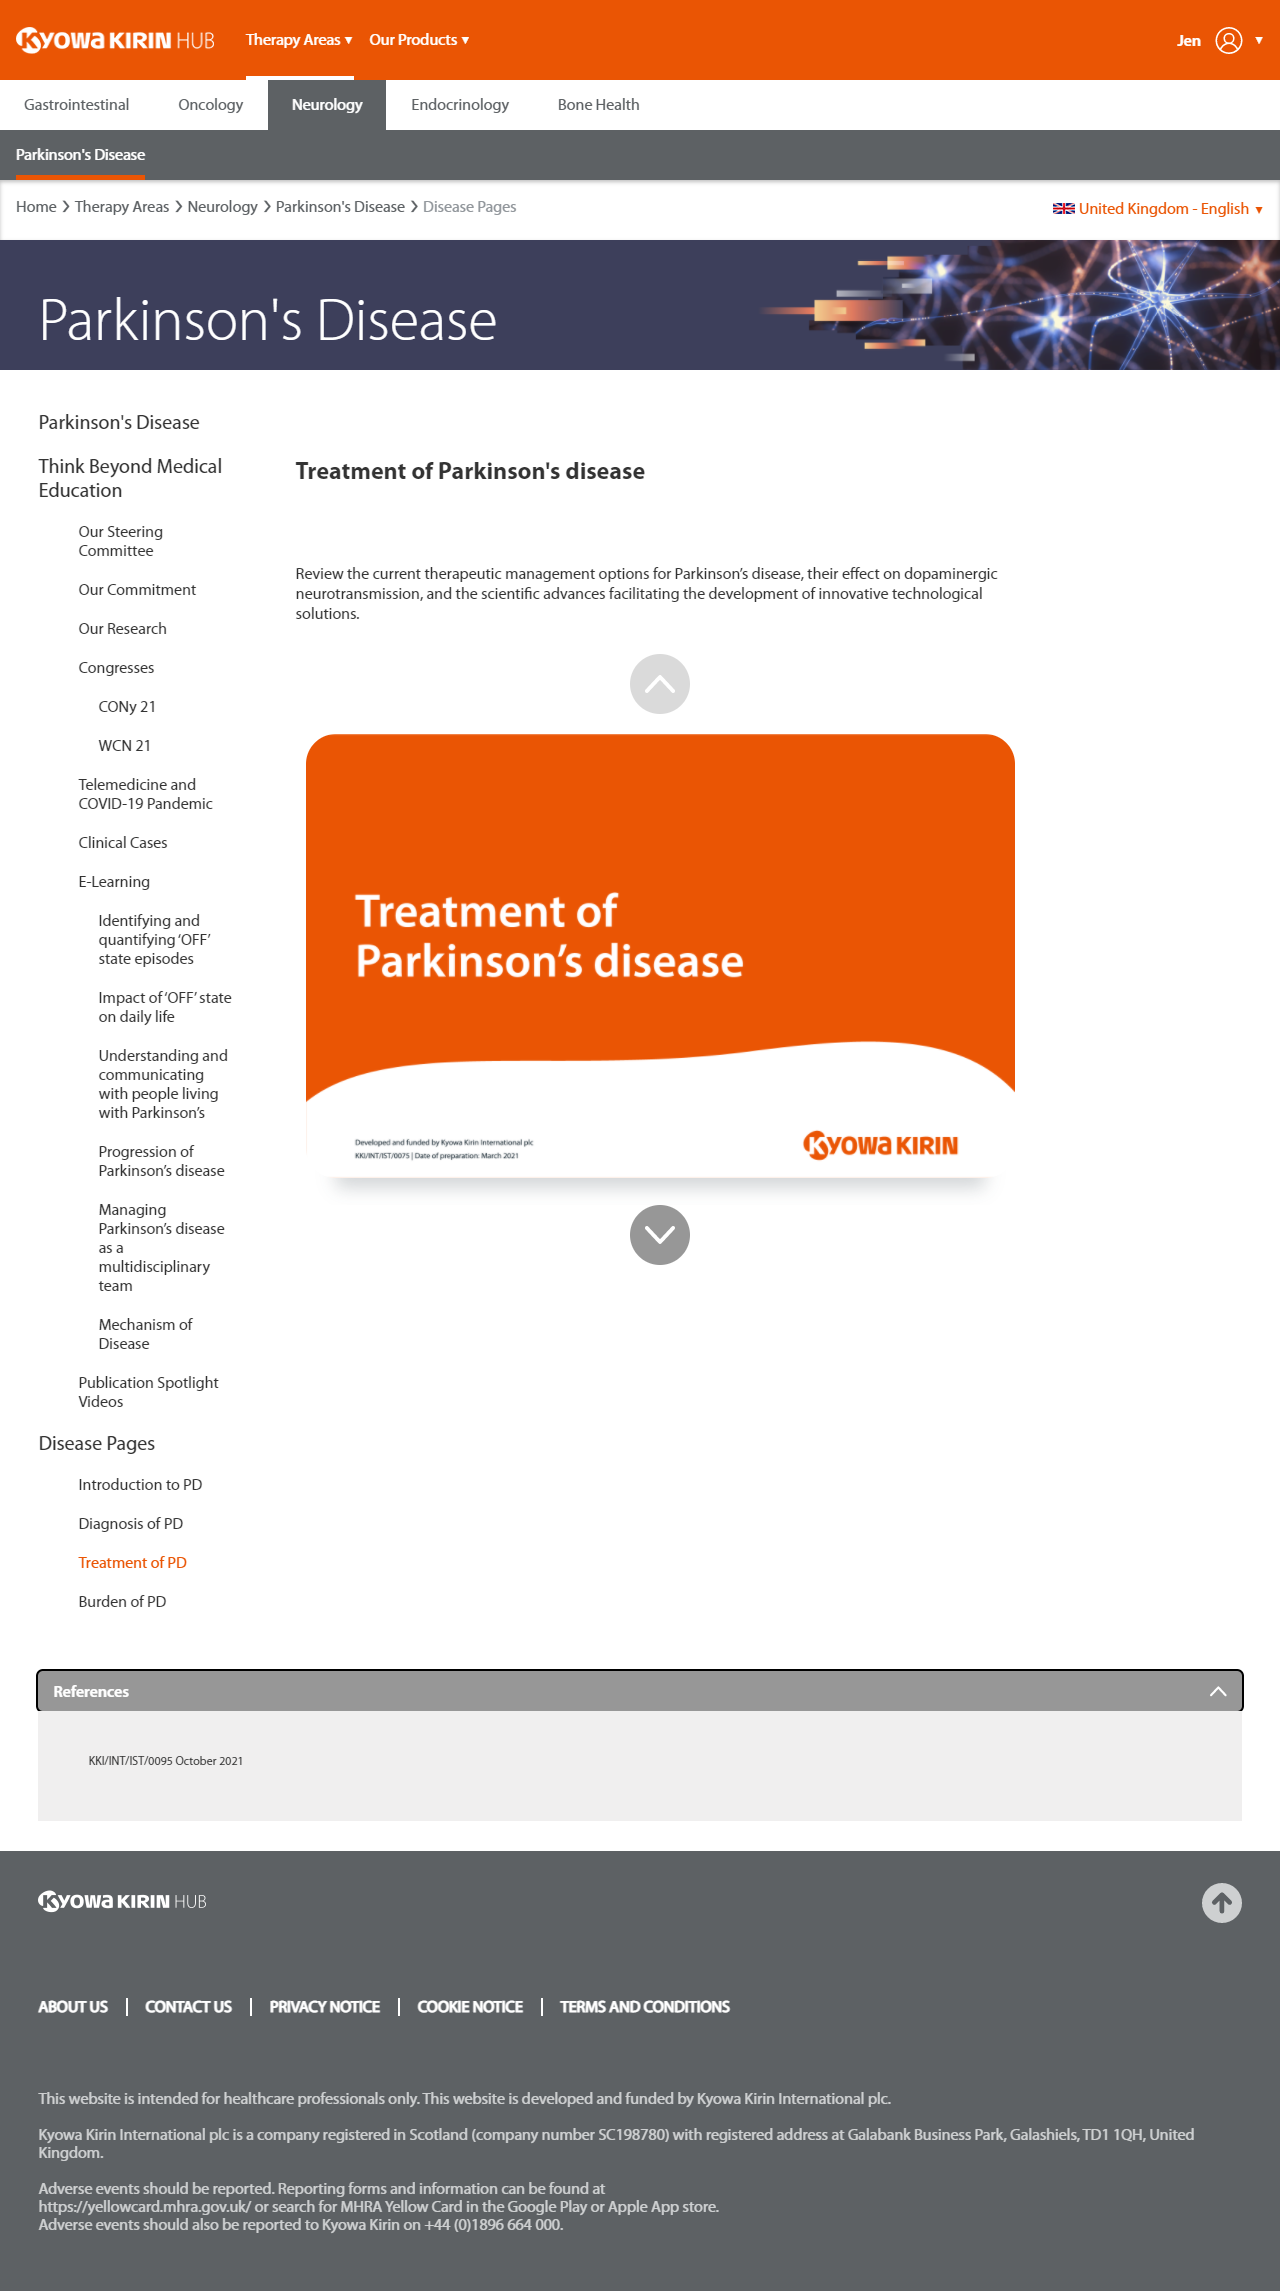 KYOWA KIRIN HUB
Therapy Areas ▼ Our Products ▼
Jen ▼
Gastrointestinal Oncology Neurology Endocrinology Bone Health
Parkinson's Disease
Home > Therapy Areas > Neurology > Parkinson's Disease > Disease Pages
United Kingdom - English ▼
Parkinson's Disease
Parkinson's Disease
Think Beyond Medical
Education
Our Steering
Committee
Our Commitment
Our Research
Congresses
CONy 21
WCN 21
Telemedicine and
COVID-19 Pandemic
Clinical Cases
E-Learning
Identifying and
quantifying ‘OFF’
state episodes
Impact of ‘OFF’ state
on daily life
Understanding and
communicating
with people living
with Parkinson’s
Progression of
Parkinson’s disease
Managing
Parkinson’s disease
as a
multidisciplinary
team
Mechanism of
Disease
Publication Spotlight
Videos
Disease Pages
Introduction to PD
Diagnosis of PD
Treatment of PD
Burden of PD
Treatment of Parkinson's disease
Review the current therapeutic management options for Parkinson’s disease, their effect on dopaminergic
neurotransmission, and the scientific advances facilitating the development of innovative technological
solutions.
Treatment of
Parkinson’s disease
Developed and funded by Kyowa Kirin International plc
KKI/INT/IST/0075 | Date of preparation: March 2021
KYOWA KIRIN
References
KKI/INT/IST/0095 October 2021
KYOWA KIRIN HUB
ABOUT US | CONTACT US | PRIVACY NOTICE | COOKIE NOTICE | TERMS AND CONDITIONS
This website is intended for healthcare professionals only. This website is developed and funded by Kyowa Kirin International plc.
Kyowa Kirin International plc is a company registered in Scotland (company number SC198780) with registered address at Galabank Business Park, Galashiels, TD1 1QH, United
Kingdom.
Adverse events should be reported. Reporting forms and information can be found at
https://yellowcard.mhra.gov.uk/ or search for MHRA Yellow Card in the Google Play or Apple App store.
Adverse events should also be reported to Kyowa Kirin on +44 (0)1896 664 000.